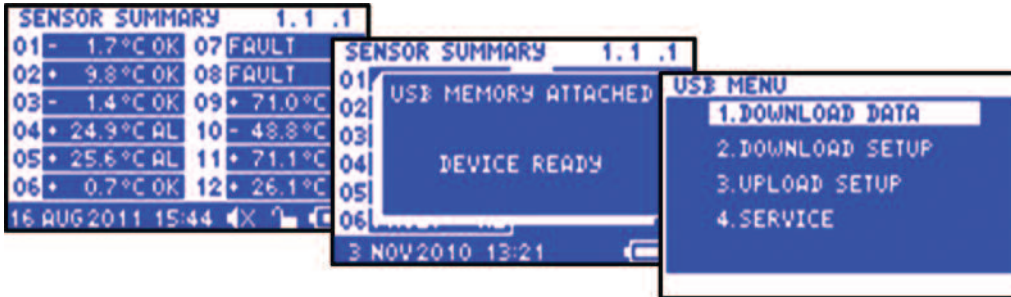 SENSOR SUMMARY 1.1 .1
01 - 1.7°C OK 07 FAULT
02 + 9.8°C OK 08 FAULT
03 - 1.4°C OK 09 + 71.0°C
04 + 24.9°C AL 10 - 48.8°C
05 + 25.6°C AL 11 + 71.1°C
06 + 0.7°C OK 12 + 26.1°C
16 AUG 2011 15:44
SENSOR SUMMARY 1.1 .1
01
02
03
04
05
06
USB MEMORY ATTACHED
DEVICE READY
3 NOV 2010 13:21
USB MENU
1.DOWNLOAD DATA
2.DOWNLOAD SETUP
3.UPLOAD SETUP
4.SERVICE